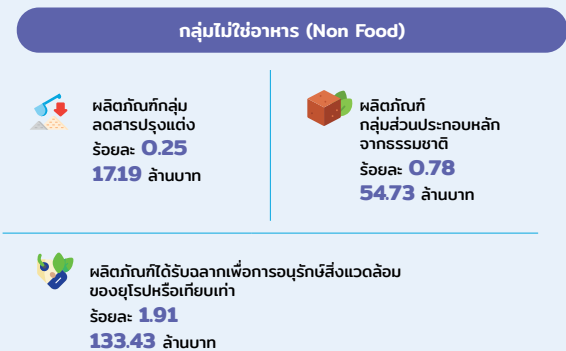 กลุ่มไม่ใช่อาหาร (Non Food)
ผลิตภัณฑ์กลุ่ม
ลดสารปรุงแต่ง
ร้อยละ 0.25
17.19 ล้านบาท
ผลิตภัณฑ์
กลุ่มส่วนประกอบหลัก
จากธรรมชาติ
ร้อยละ 0.78
54.73 ล้านบาท
ผลิตภัณฑ์ได้รับฉลากเพื่อการอนุรักษ์สิ่งแวดล้อม
ของยุโรปหรือเทียบเท่า
ร้อยละ 1.91
133.43 ล้านบาท